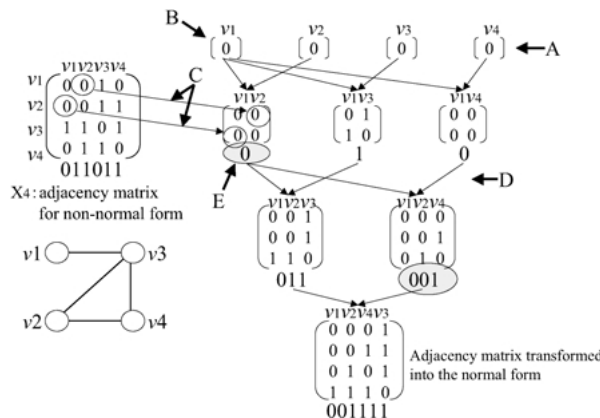 B
v1 v2 v3 v4
0 0 0 0
A
v1v2v3v4
v1 0 0 1 0
v2 0 0 1 1
v3 1 1 0 1
v4 0 1 1 0
011011
C
X4: adjacency matrix
for non-normal form
v1v2
0 0
0 0
0
v1v3
0 1
1 0
1
v1v4
0 0
0 0
0
E
D
v1v2v3
0 0 1
0 0 1
1 1 0
011
v1v2v4
0 0 0
0 0 1
0 1 0
001
v1 v3
v2 v4
v1v2v4v3
0 0 0 1
0 0 1 1
0 1 0 1
1 1 1 0
001111
Adjacency matrix transformed
into the normal form